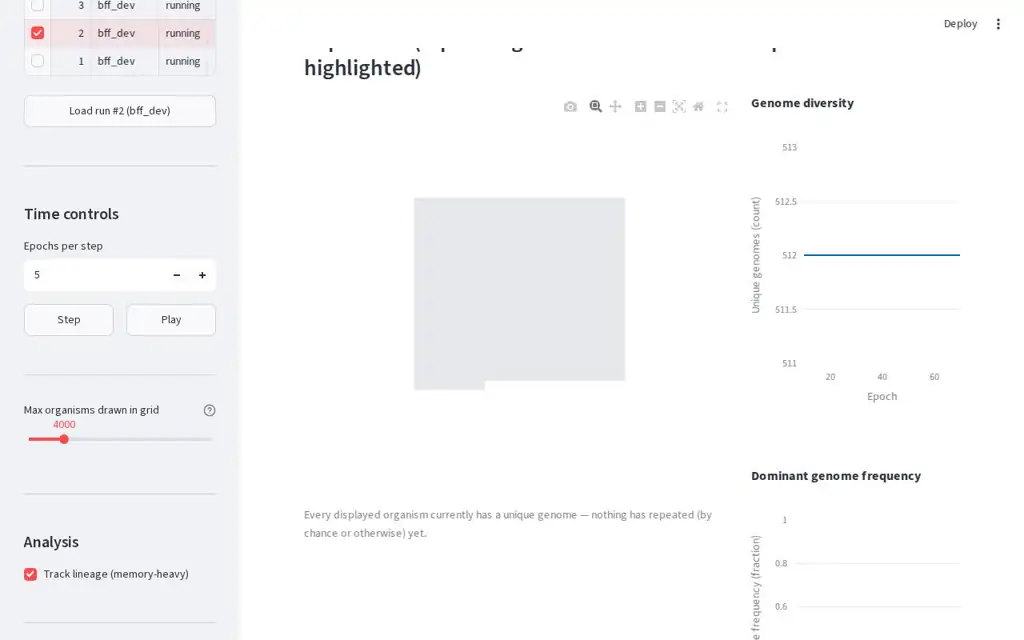 3 bff_dev running
2 bff_dev running
1 bff_dev running
Load run #2 (bff_dev)
Time controls
Epochs per step
5 − +
Step Play
Max organisms drawn in grid
4000
Analysis
Track lineage (memory-heavy)
Deploy
highlighted)
Every displayed organism currently has a unique genome — nothing has repeated (by
chance or otherwise) yet.
Genome diversity
513
512.5
512
511.5
511
Unique genomes (count)
20 40 60
Epoch
Dominant genome frequency
1
0.8
0.6
frequency (fraction)